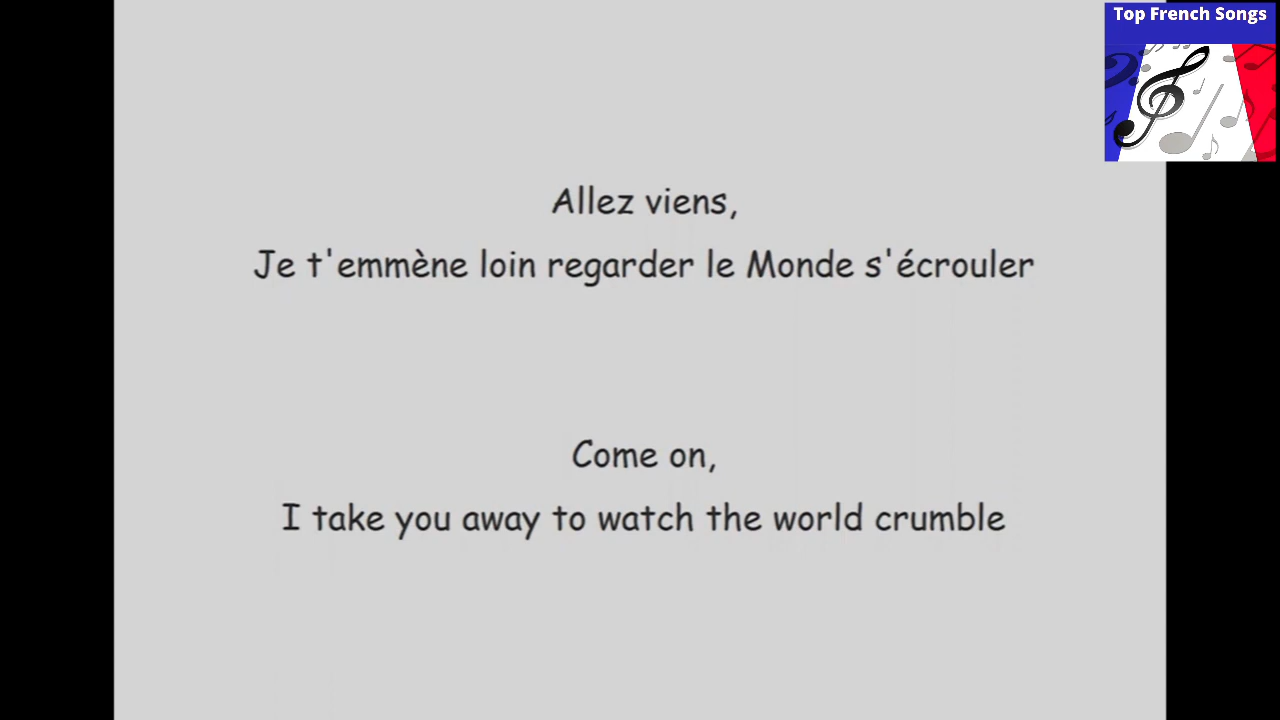 Top French Songs
Allez viens,
Je t'emmène loin regarder le Monde s'écrouler
Come on,
I take you away to watch the world crumble